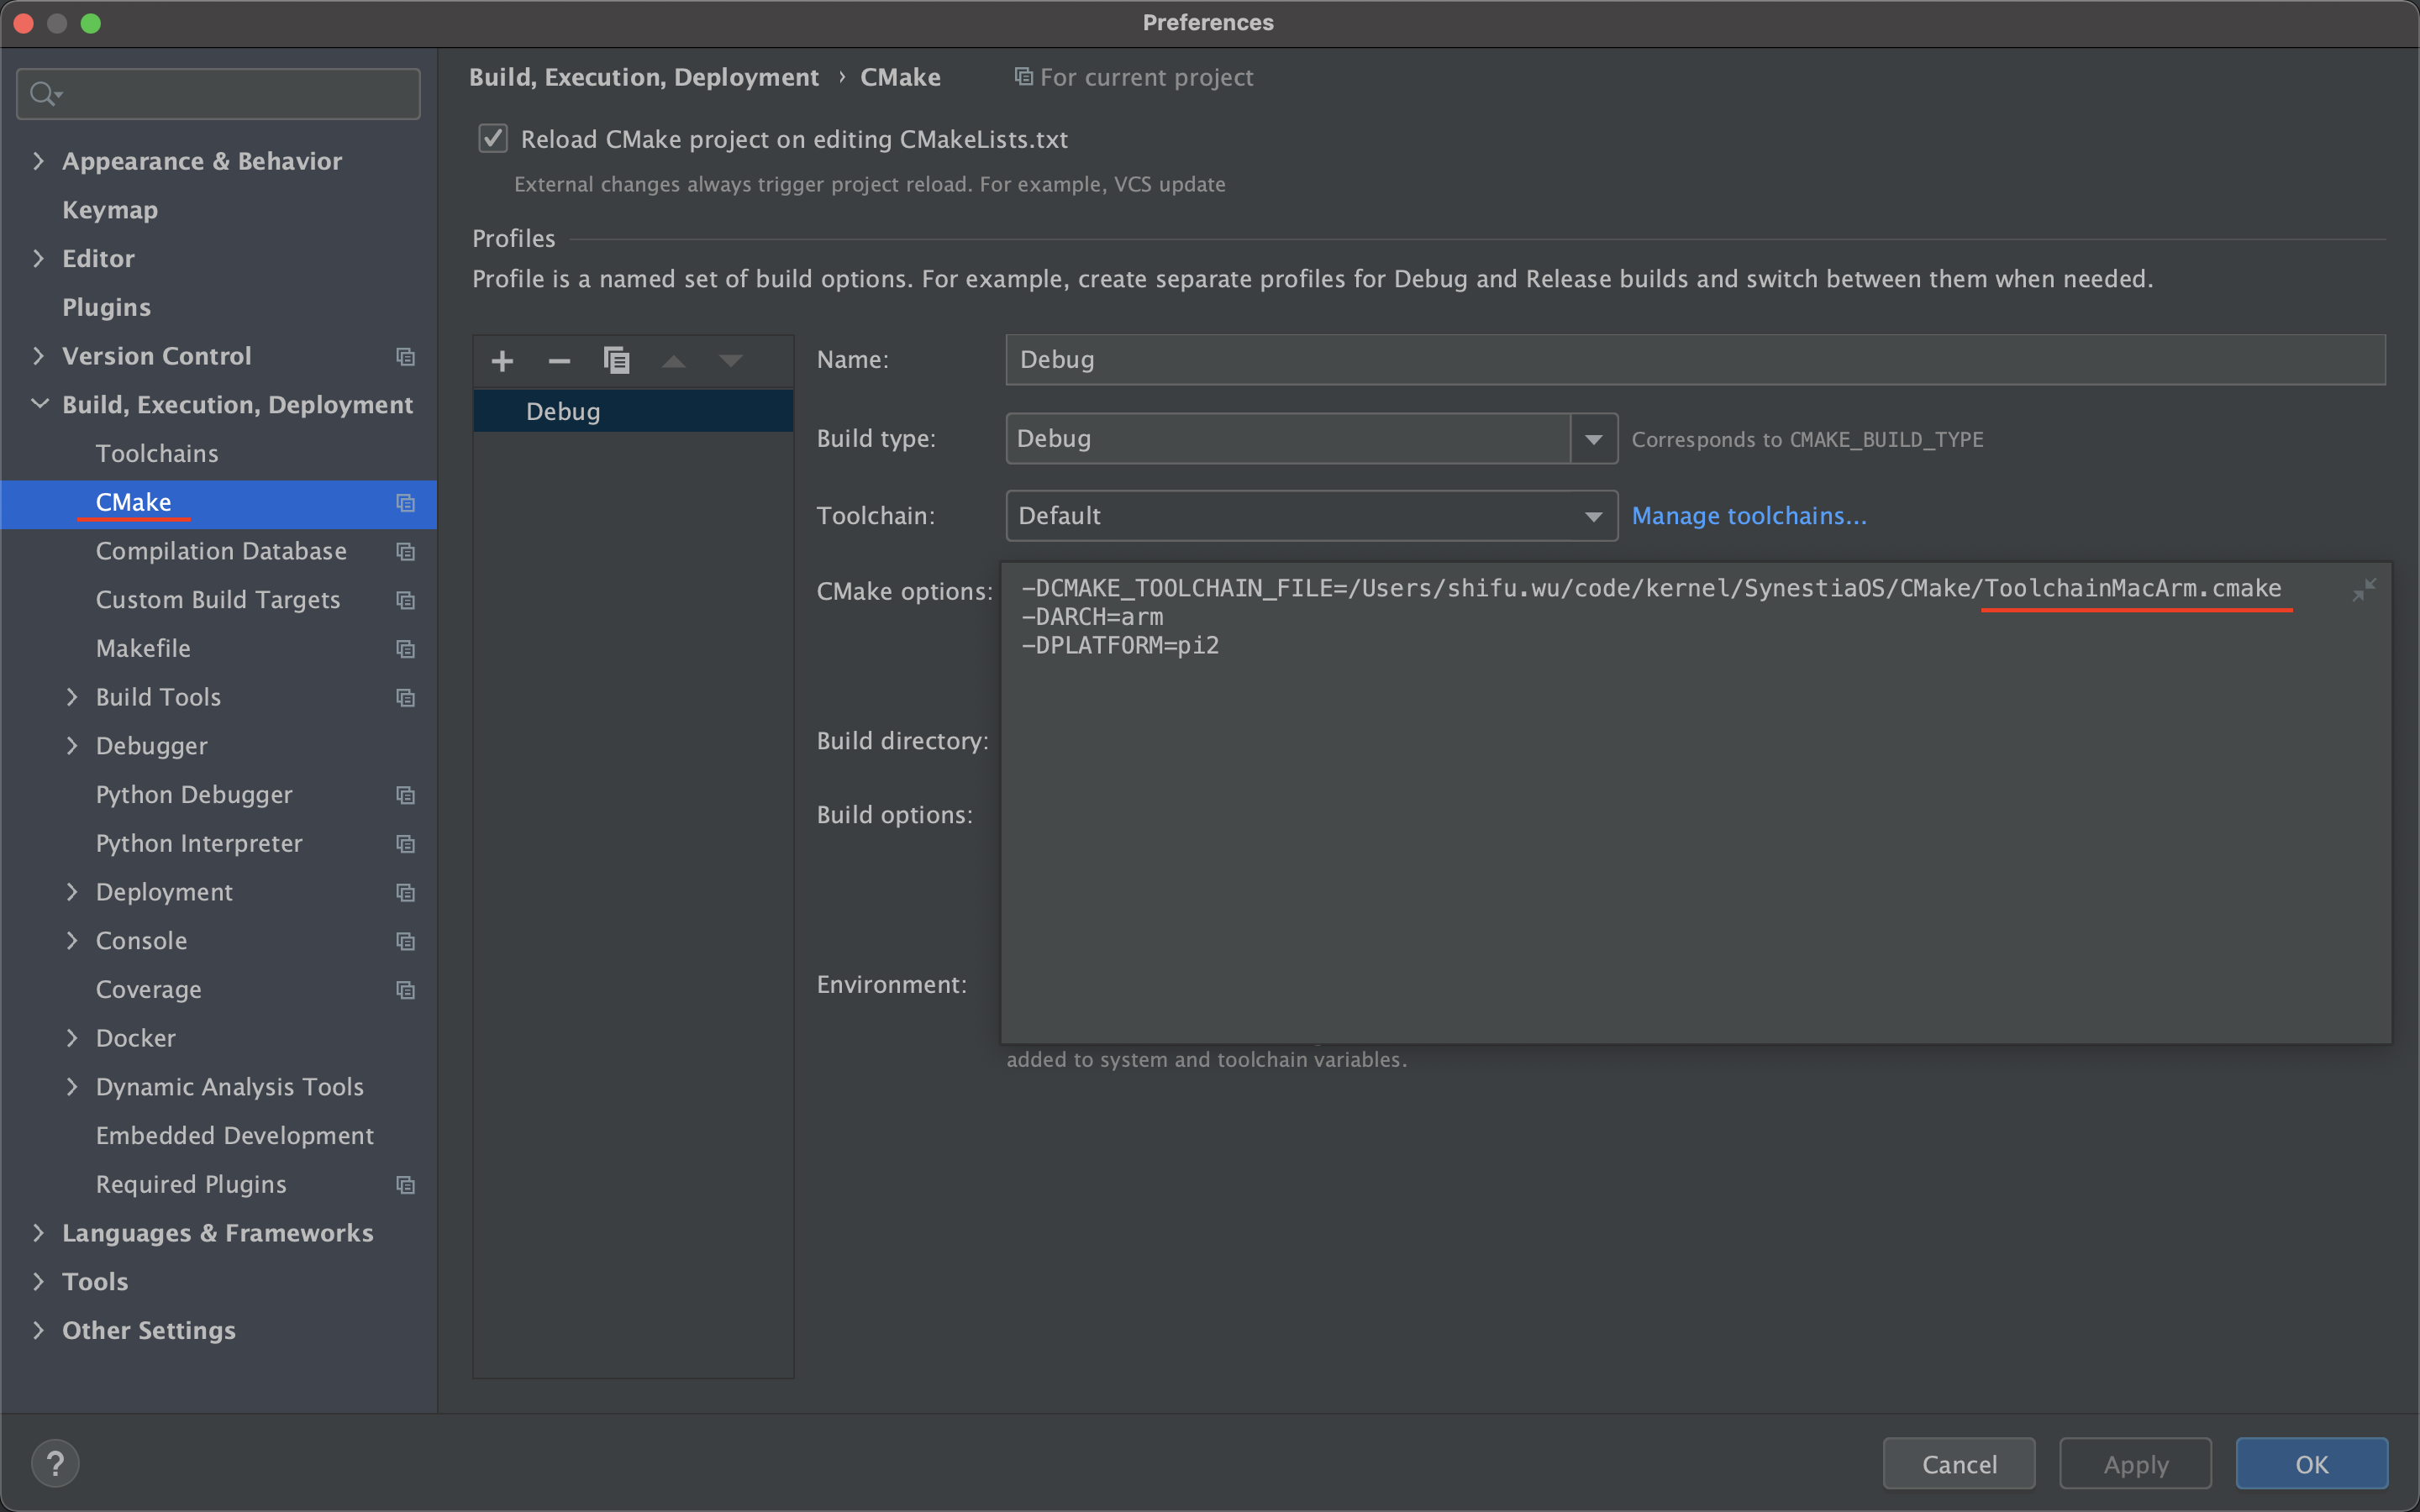 Preferences
Appearance & Behavior
Keymap
Editor
Plugins
Version Control
Build, Execution, Deployment
Toolchains
CMake
Compilation Database
Custom Build Targets
Makefile
Build Tools
Debugger
Python Debugger
Python Interpreter
Deployment
Console
Coverage
Docker
Dynamic Analysis Tools
Embedded Development
Required Plugins
Languages & Frameworks
Tools
Other Settings
Build, Execution, Deployment › CMake For current project
Reload CMake project on editing CMakeLists.txt
External changes always trigger project reload. For example, VCS update
Profiles
Profile is a named set of build options. For example, create separate profiles for Debug and Release builds and switch between them when needed.
Debug
Name: Debug
Build type: Debug Corresponds to CMAKE_BUILD_TYPE
Toolchain: Default Manage toolchains...
CMake options: -DCMAKE_TOOLCHAIN_FILE=/Users/shifu.wu/code/kernel/SynestiaOS/CMake/ToolchainMacArm.cmake
-DARCH=arm
-DPLATFORM=pi2
Build directory:
Build options:
Environment:
added to system and toolchain variables.
? Cancel Apply OK